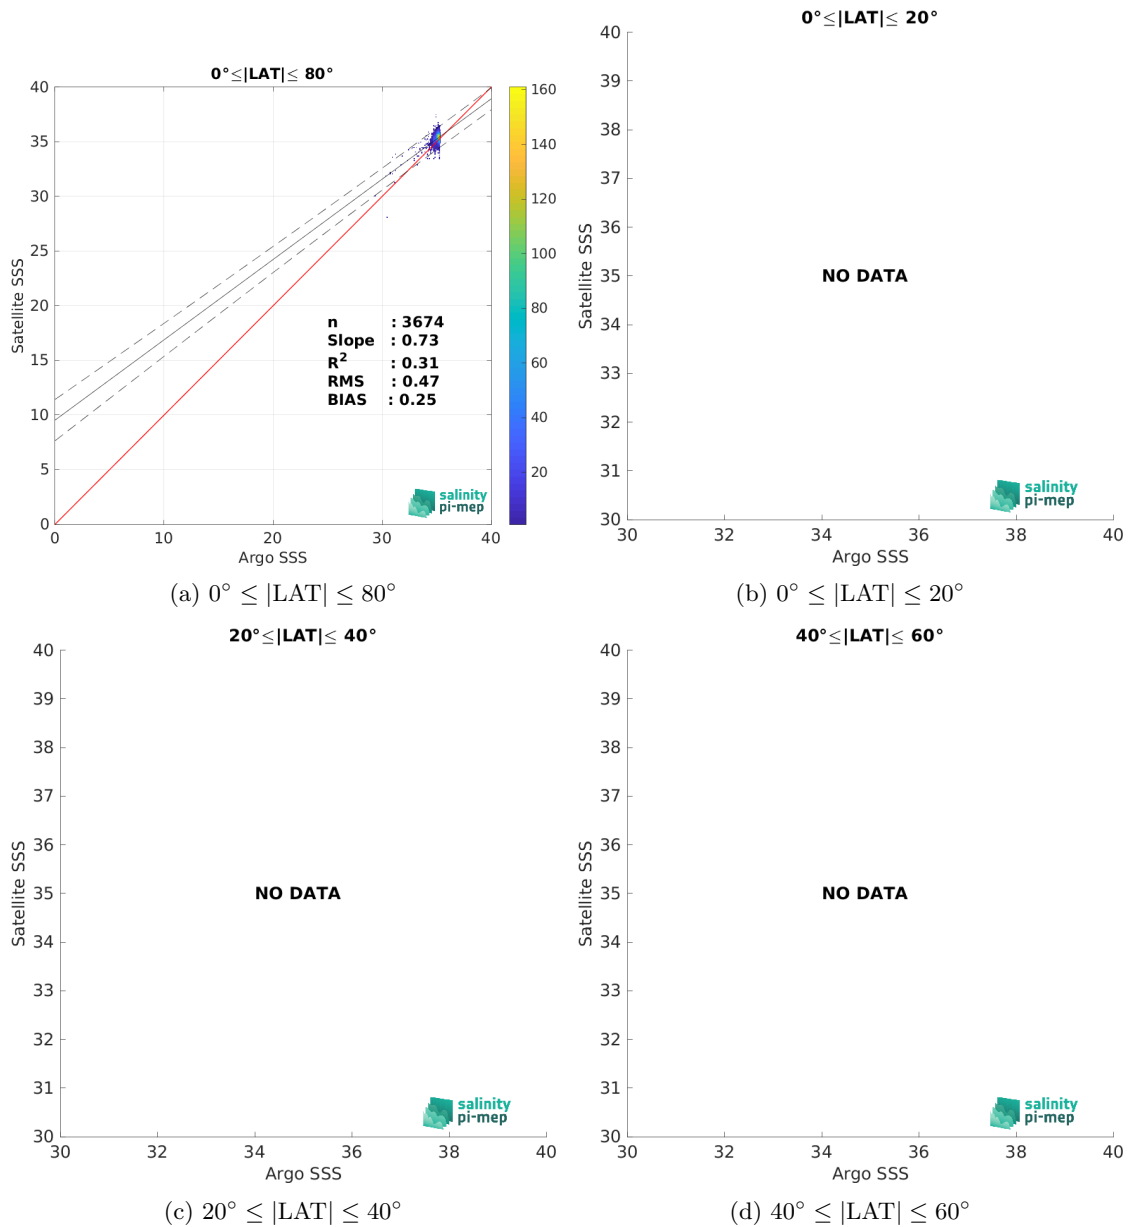 0°≤|LAT|≤ 80°
40
35
30
25
20
15
10
5
0
0
10
20
30
40
Satellite SSS
Argo SSS
n : 3674
Slope : 0.73
R² : 0.31
RMS : 0.47
BIAS : 0.25
salinity
pi-mep
160
140
120
100
80
60
40
20
(a) 0° ≤ |LAT| ≤ 80°
0°≤|LAT|≤ 20°
40
39
38
37
36
35
34
33
32
31
30
30
32
34
36
38
40
Satellite SSS
Argo SSS
NO DATA
salinity
pi-mep
(b) 0° ≤ |LAT| ≤ 20°
20°≤|LAT|≤ 40°
40
39
38
37
36
35
34
33
32
31
30
30
32
34
36
38
40
Satellite SSS
Argo SSS
NO DATA
salinity
pi-mep
(c) 20° ≤ |LAT| ≤ 40°
40°≤|LAT|≤ 60°
40
39
38
37
36
35
34
33
32
31
30
30
32
34
36
38
40
Satellite SSS
Argo SSS
NO DATA
salinity
pi-mep
(d) 40° ≤ |LAT| ≤ 60°